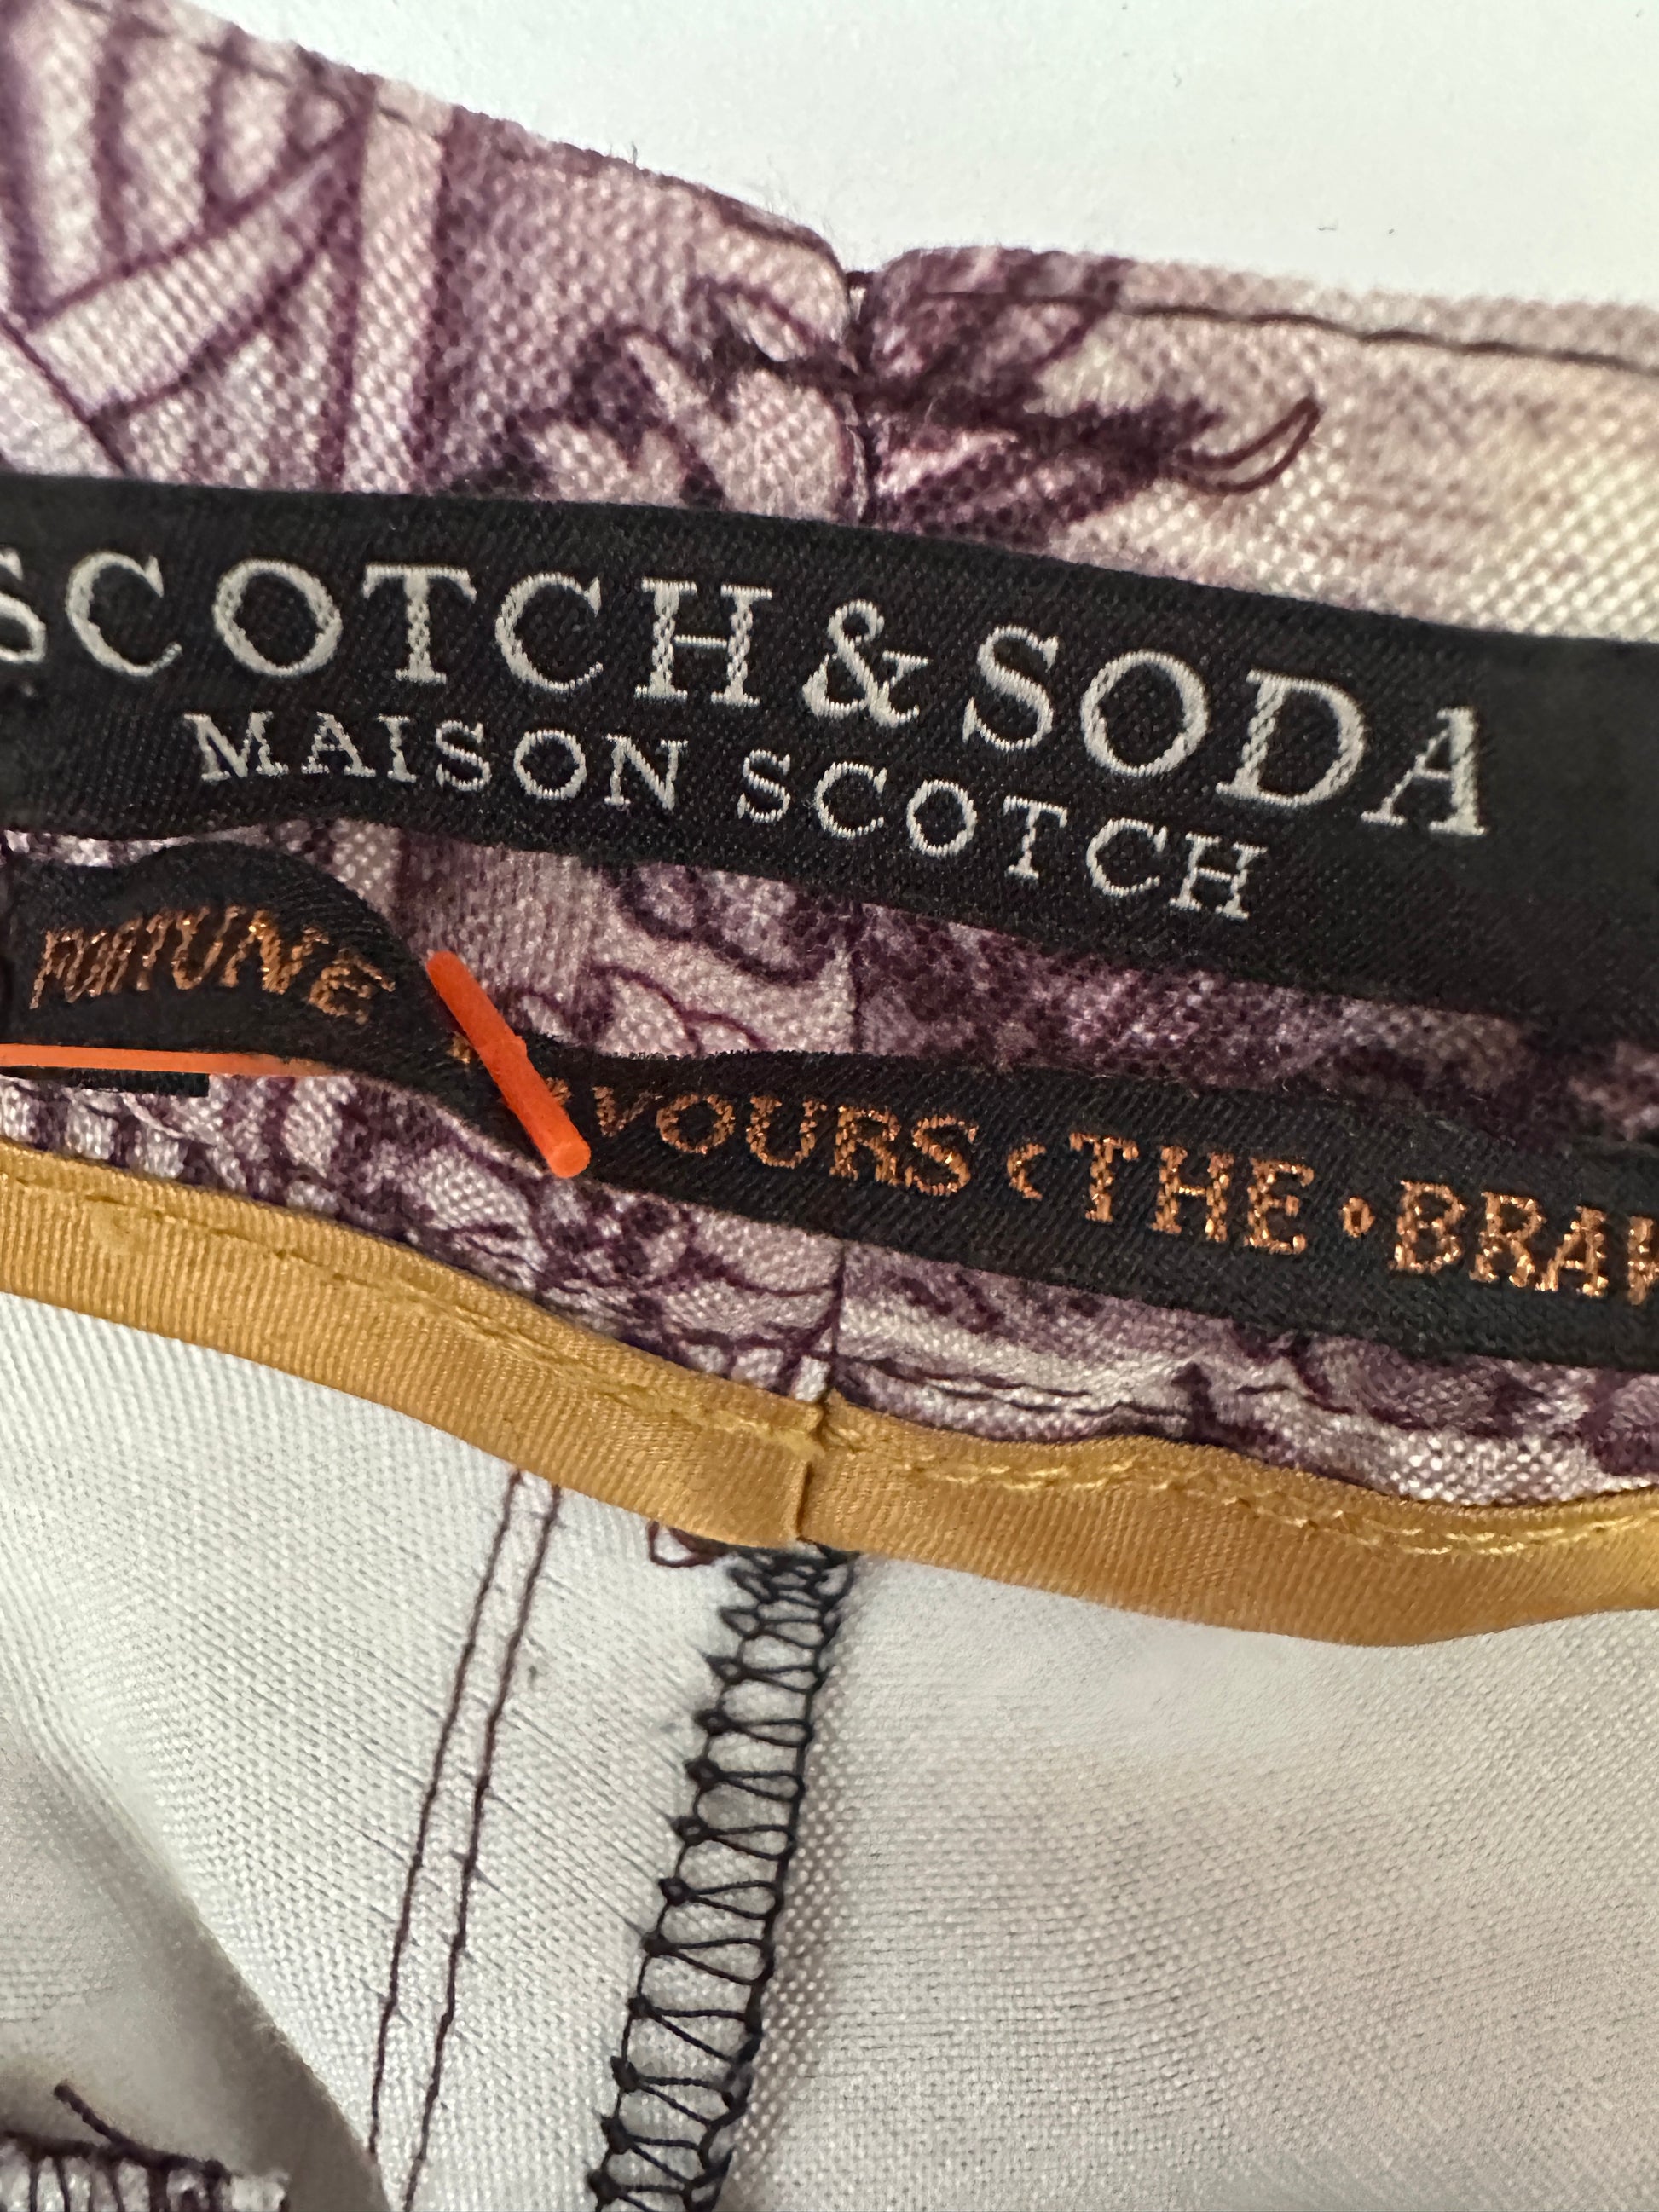 SCOTCH & SODA
MAISON SCOTCH
FORTUNE VOURS THE BRA